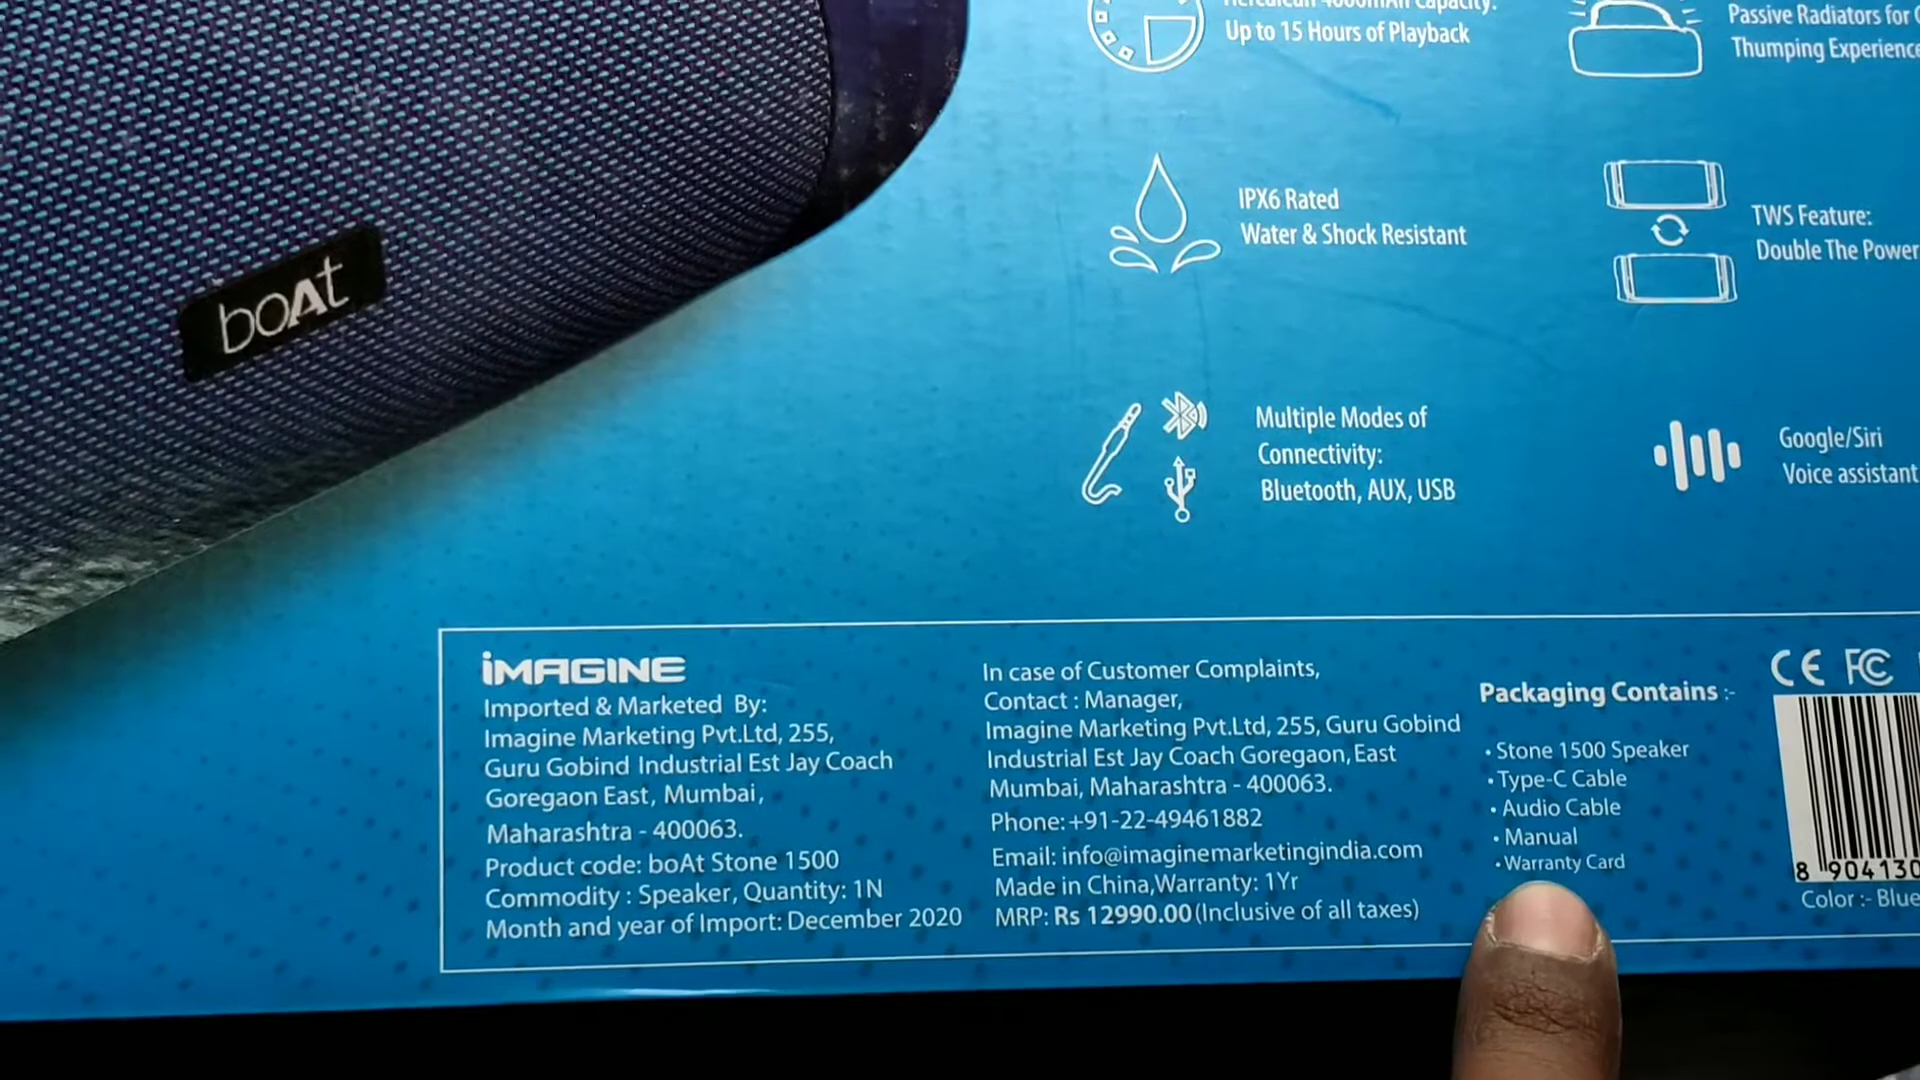 4000mAh Capacity:
Up to 15 Hours of Playback
Passive Radiators for
Thumping Experience
IPX6 Rated
Water & Shock Resistant
TWS Feature:
Double The Power
boAt
Multiple Modes of
Connectivity:
Bluetooth, AUX, USB
Google/Siri
Voice assistant
iMAGINE
Imported & Marketed By:
Imagine Marketing Pvt.Ltd, 255,
Guru Gobind Industrial Est Jay Coach
Goregaon East, Mumbai,
Maharashtra - 400063.
Product code: boAt Stone 1500
Commodity : Speaker, Quantity: 1N
Month and year of Import: December 2020
In case of Customer Complaints,
Contact : Manager,
Imagine Marketing Pvt.Ltd, 255, Guru Gobind
Industrial Est Jay Coach Goregaon, East
Mumbai, Maharashtra - 400063.
Phone:+91-22-49461882
Email: info@imaginemarketingindia.com
Made in China,Warranty: 1Yr
MRP: Rs 12990.00(Inclusive of all taxes)
Packaging Contains :-
• Stone 1500 Speaker
• Type-C Cable
• Audio Cable
• Manual
• Warranty Card
CE FC
8 904130
Color :- Blue